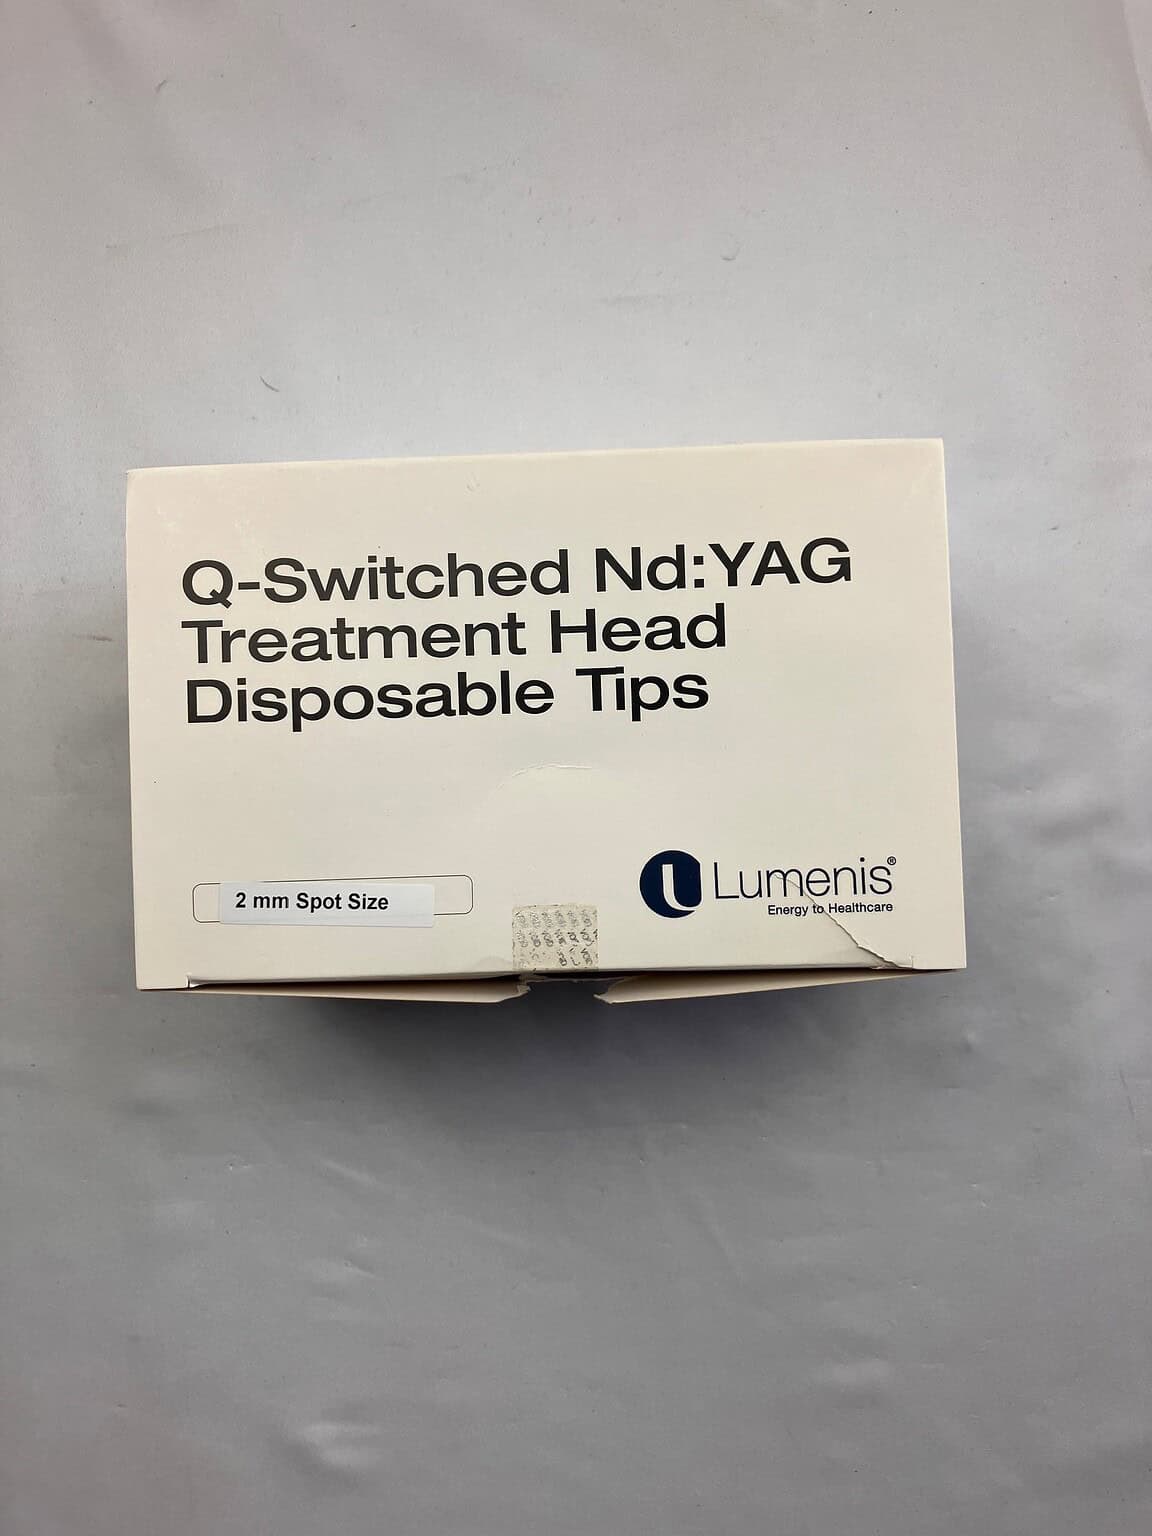 Q-Switched Nd:YAG
Treatment Head
Disposable Tips
2 mm Spot Size
Lumenis®
Energy to Healthcare